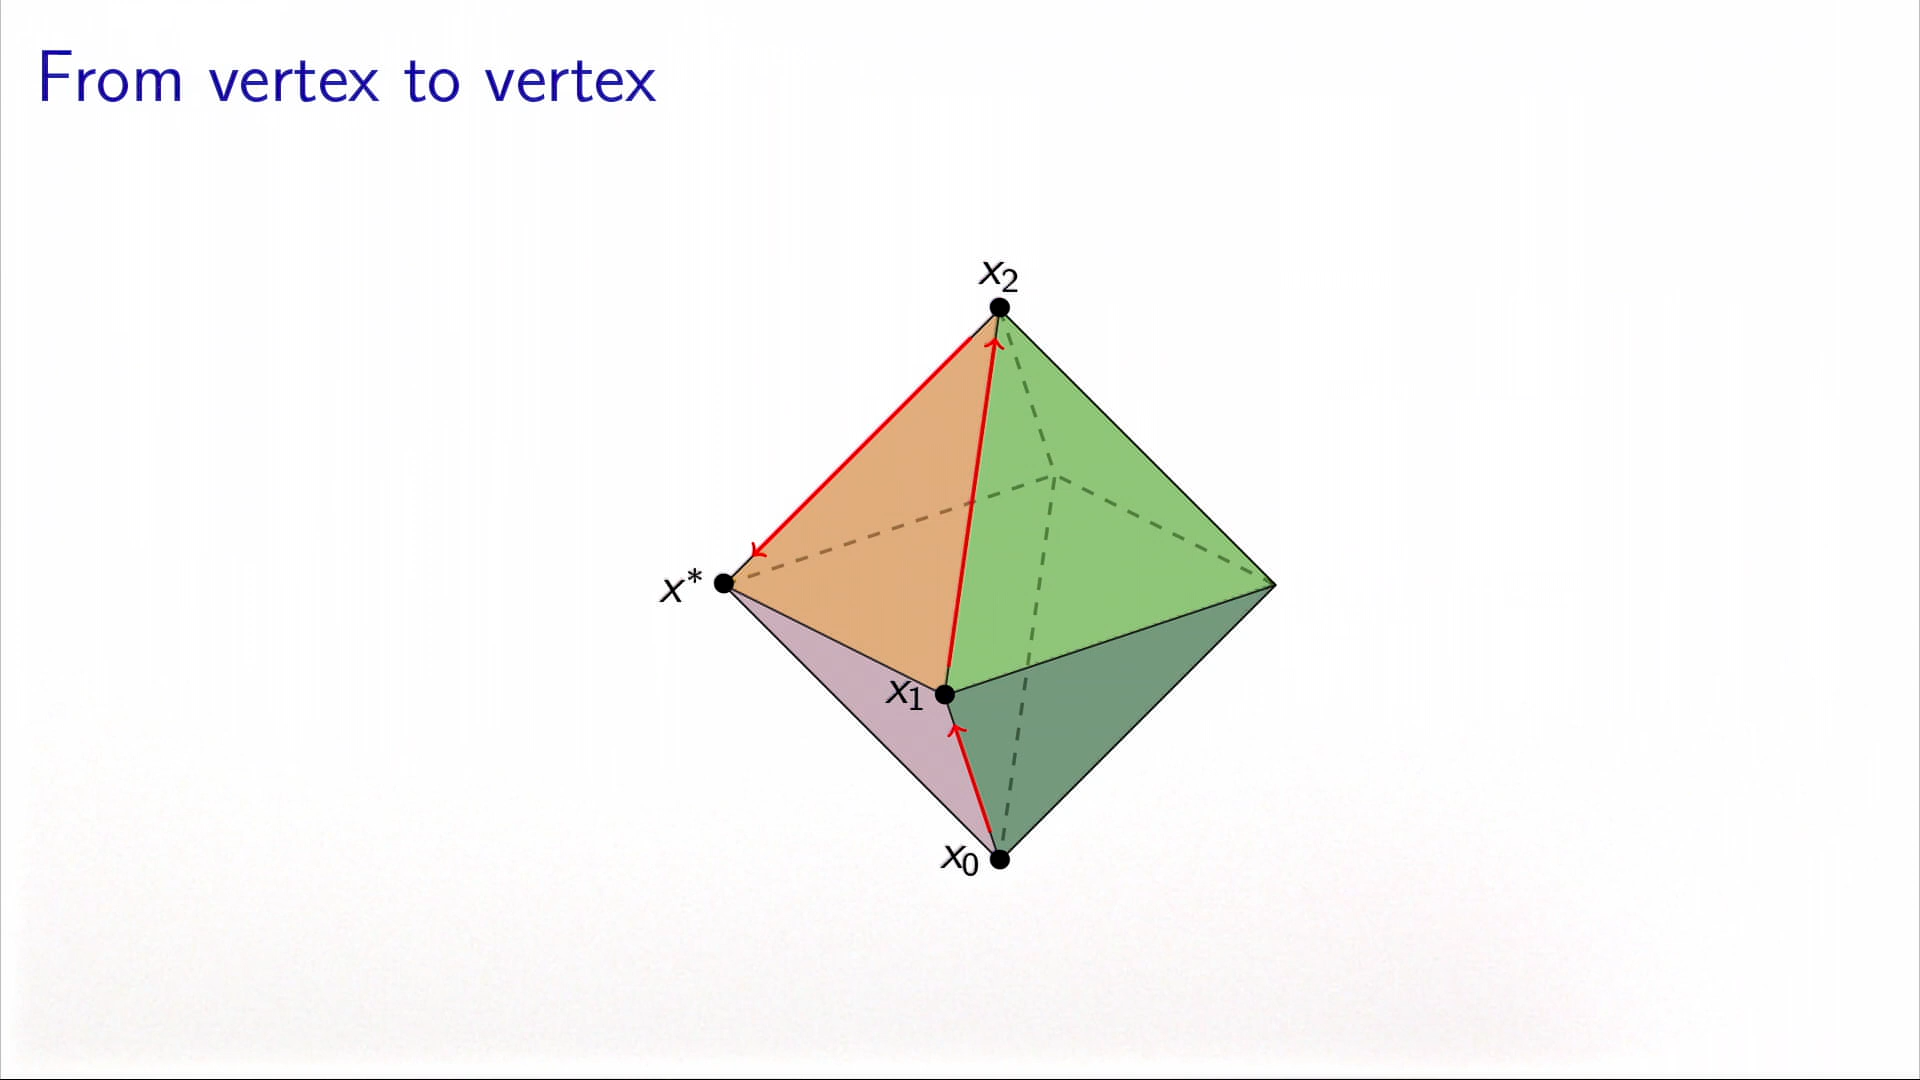 From vertex to vertex
x₂
x*
x₁
x₀